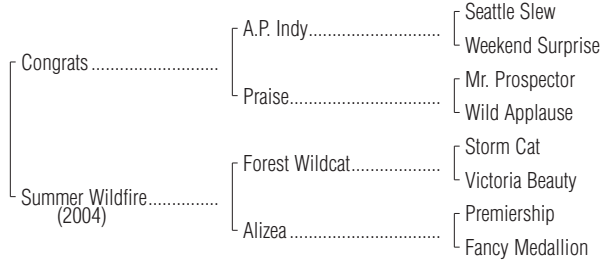 Seattle Slew
A.P. Indy
Weekend Surprise
Congrats
Mr. Prospector
Praise
Wild Applause
Storm Cat
Forest Wildcat
Victoria Beauty
Summer Wildfire
(2004)
Premiership
Alizea
Fancy Medallion